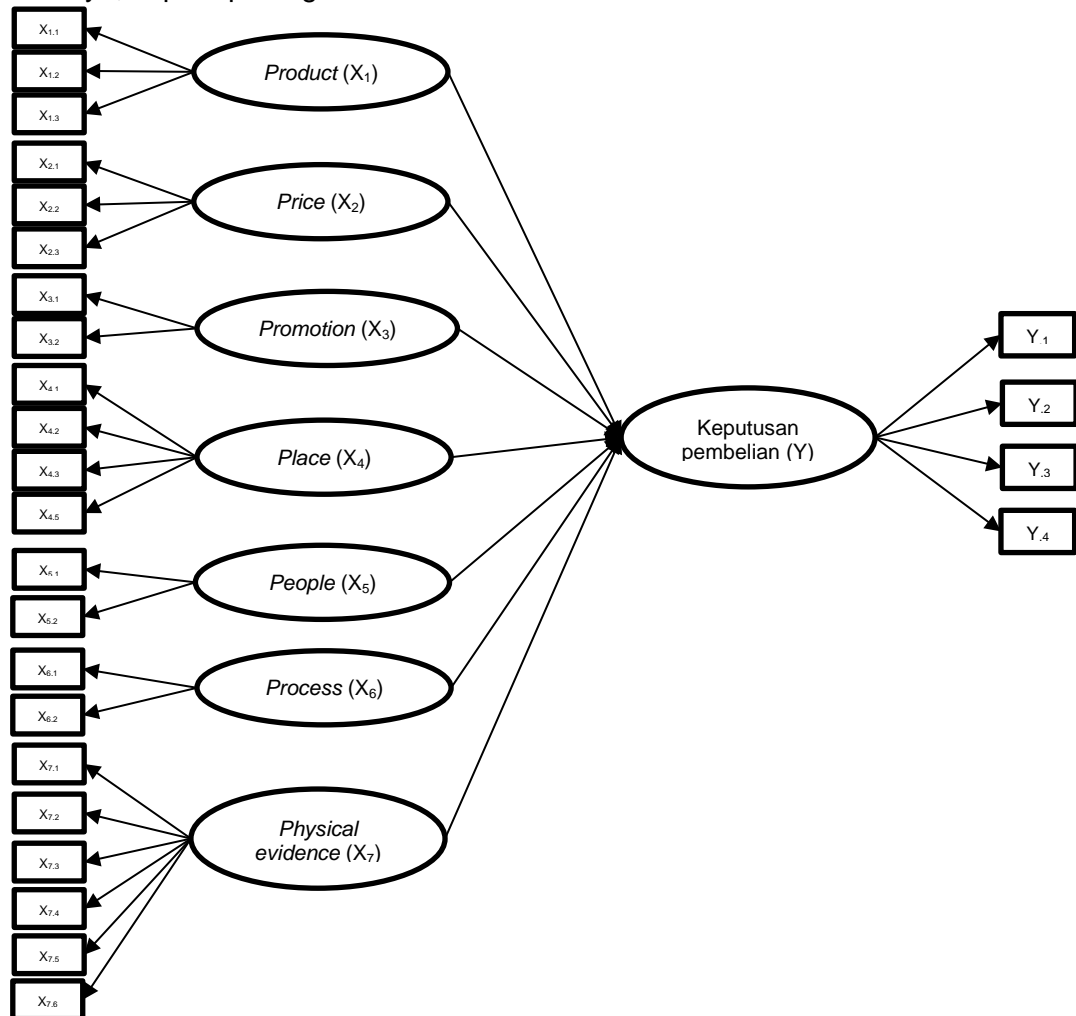 X1.1
X1.2
X1.3
Product (X1)
X2.1
X2.2
X2.3
Price (X2)
X3.1
X3.2
Promotion (X3)
X4.1
X4.2
X4.3
X4.5
Place (X4)
X5.1
X5.2
People (X5)
X6.1
X6.2
Process (X6)
X7.1
X7.2
X7.3
X7.4
X7.5
X7.6
Physical
evidence (X7)
Keputusan
pembelian (Y)
Y.1
Y.2
Y.3
Y.4